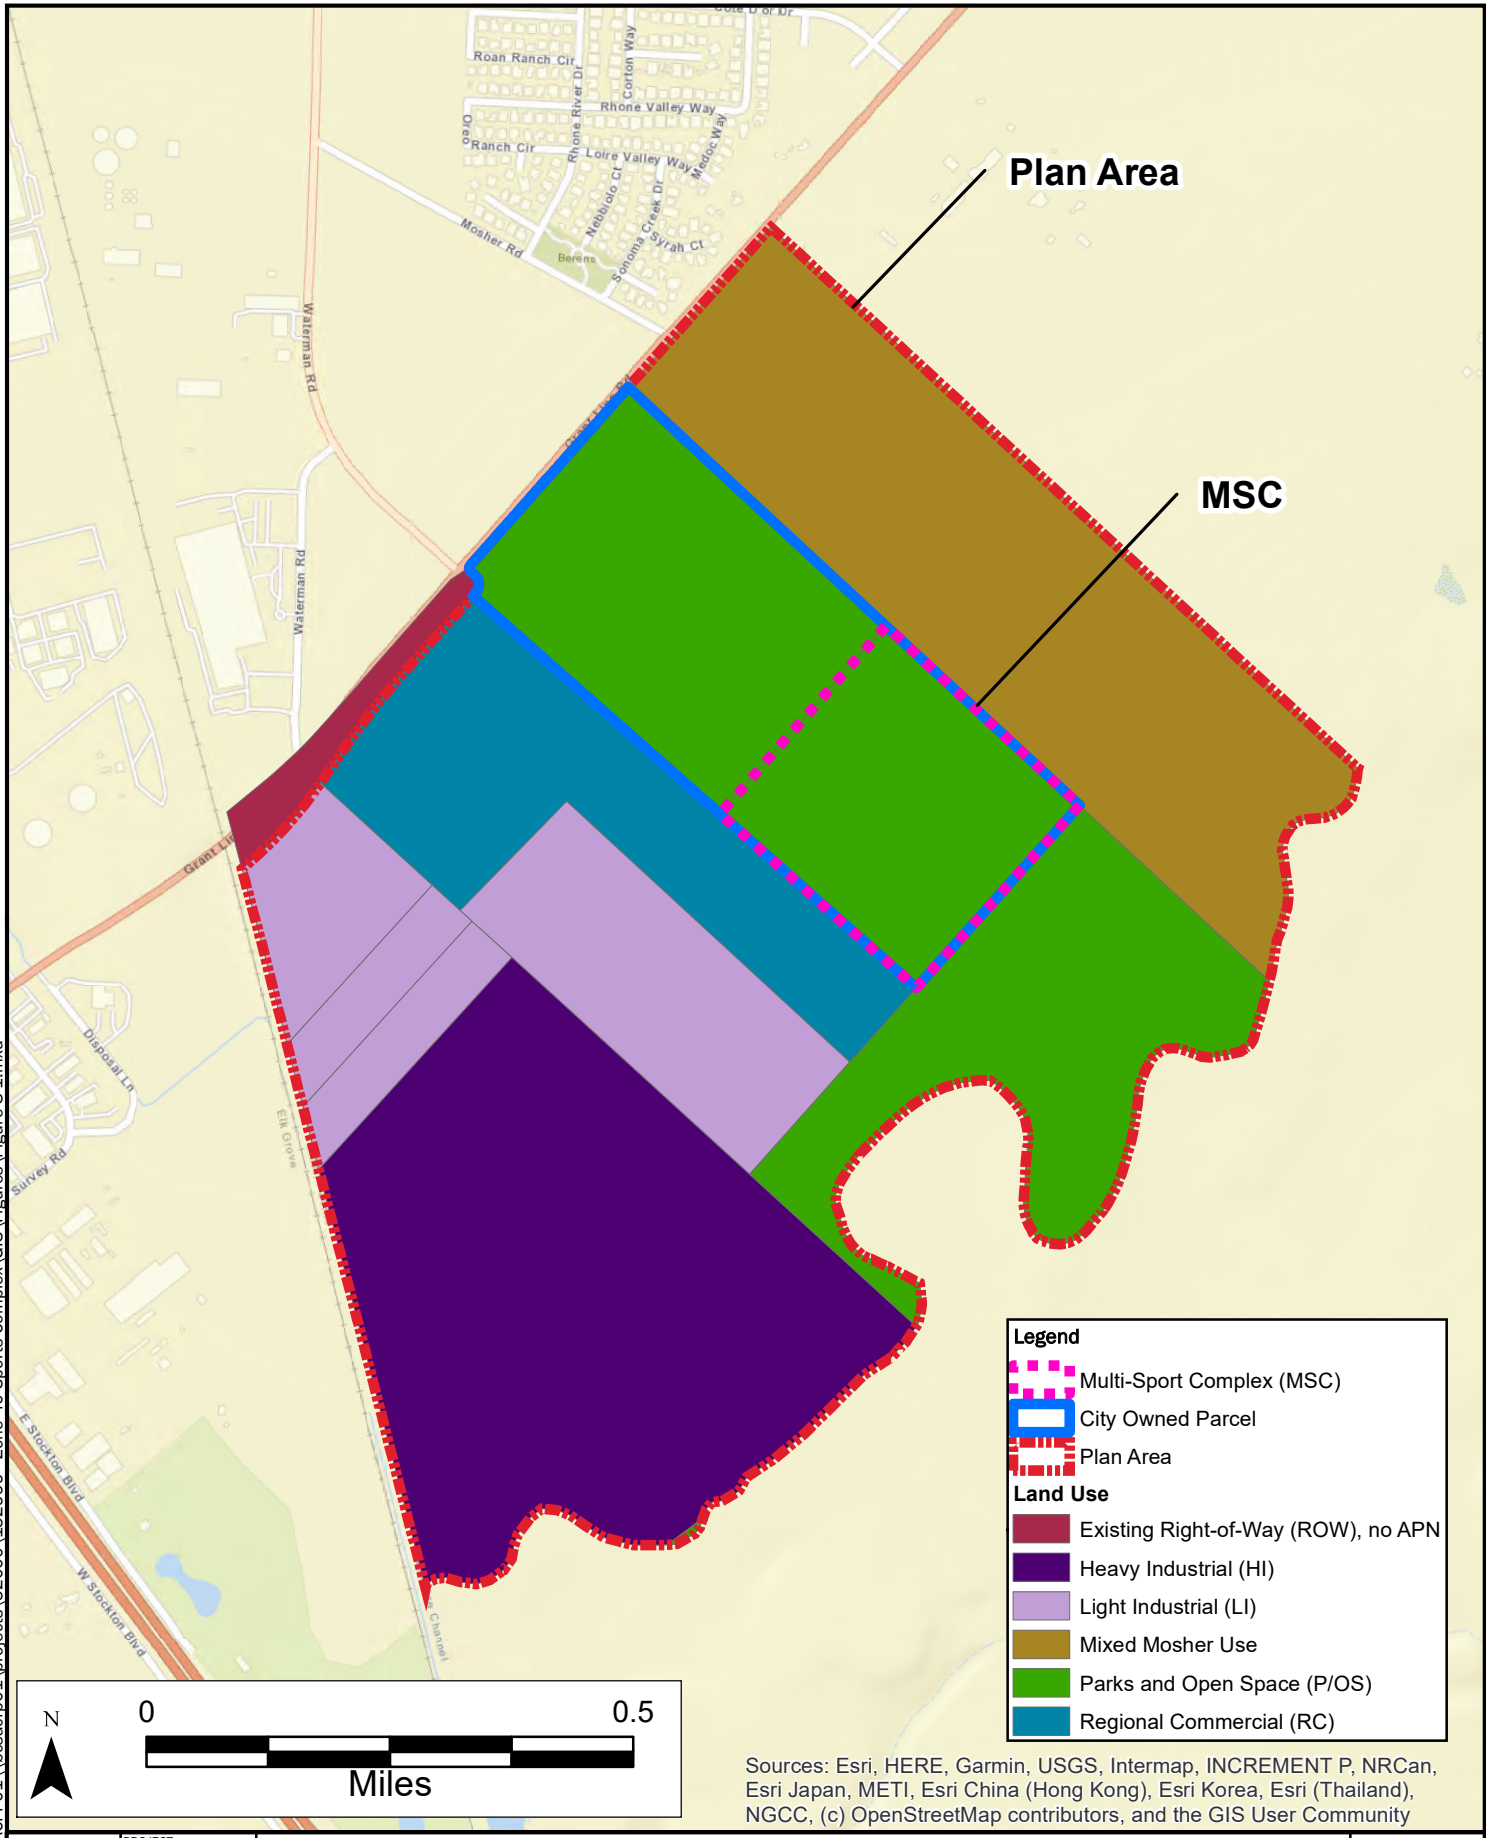 Cote D'or Dr
Roan Ranch Cir
Corton Way
Rhone River Dr
Rhone Valley Way
Oreo
Ranch Cir
Loire Valley Way
Medoc Way
Nebbiolo Ct
Sonoma Creek Dr
Syrah Ct
Mosher Rd
Berens
Plan Area
Waterman Rd
Grant Line Rd
MSC
Waterman Rd
Grant Lin
Disposal Ln
Elk Grove
Survey Rd
E Stockton Blvd
W Stockton Blvd
Channel
Legend
Multi-Sport Complex (MSC)
City Owned Parcel
Plan Area
Land Use
Existing Right-of-Way (ROW), no APN
Heavy Industrial (HI)
Light Industrial (LI)
Mixed Mosher Use
Parks and Open Space (P/OS)
Regional Commercial (RC)
N
0 0.5
Miles
Sources: Esri, HERE, Garmin, USGS, Intermap, INCREMENT P, NRCan,
Esri Japan, METI, Esri China (Hong Kong), Esri Korea, Esri (Thailand),
NGCC, (c) OpenStreetMap contributors, and the GIS User Community